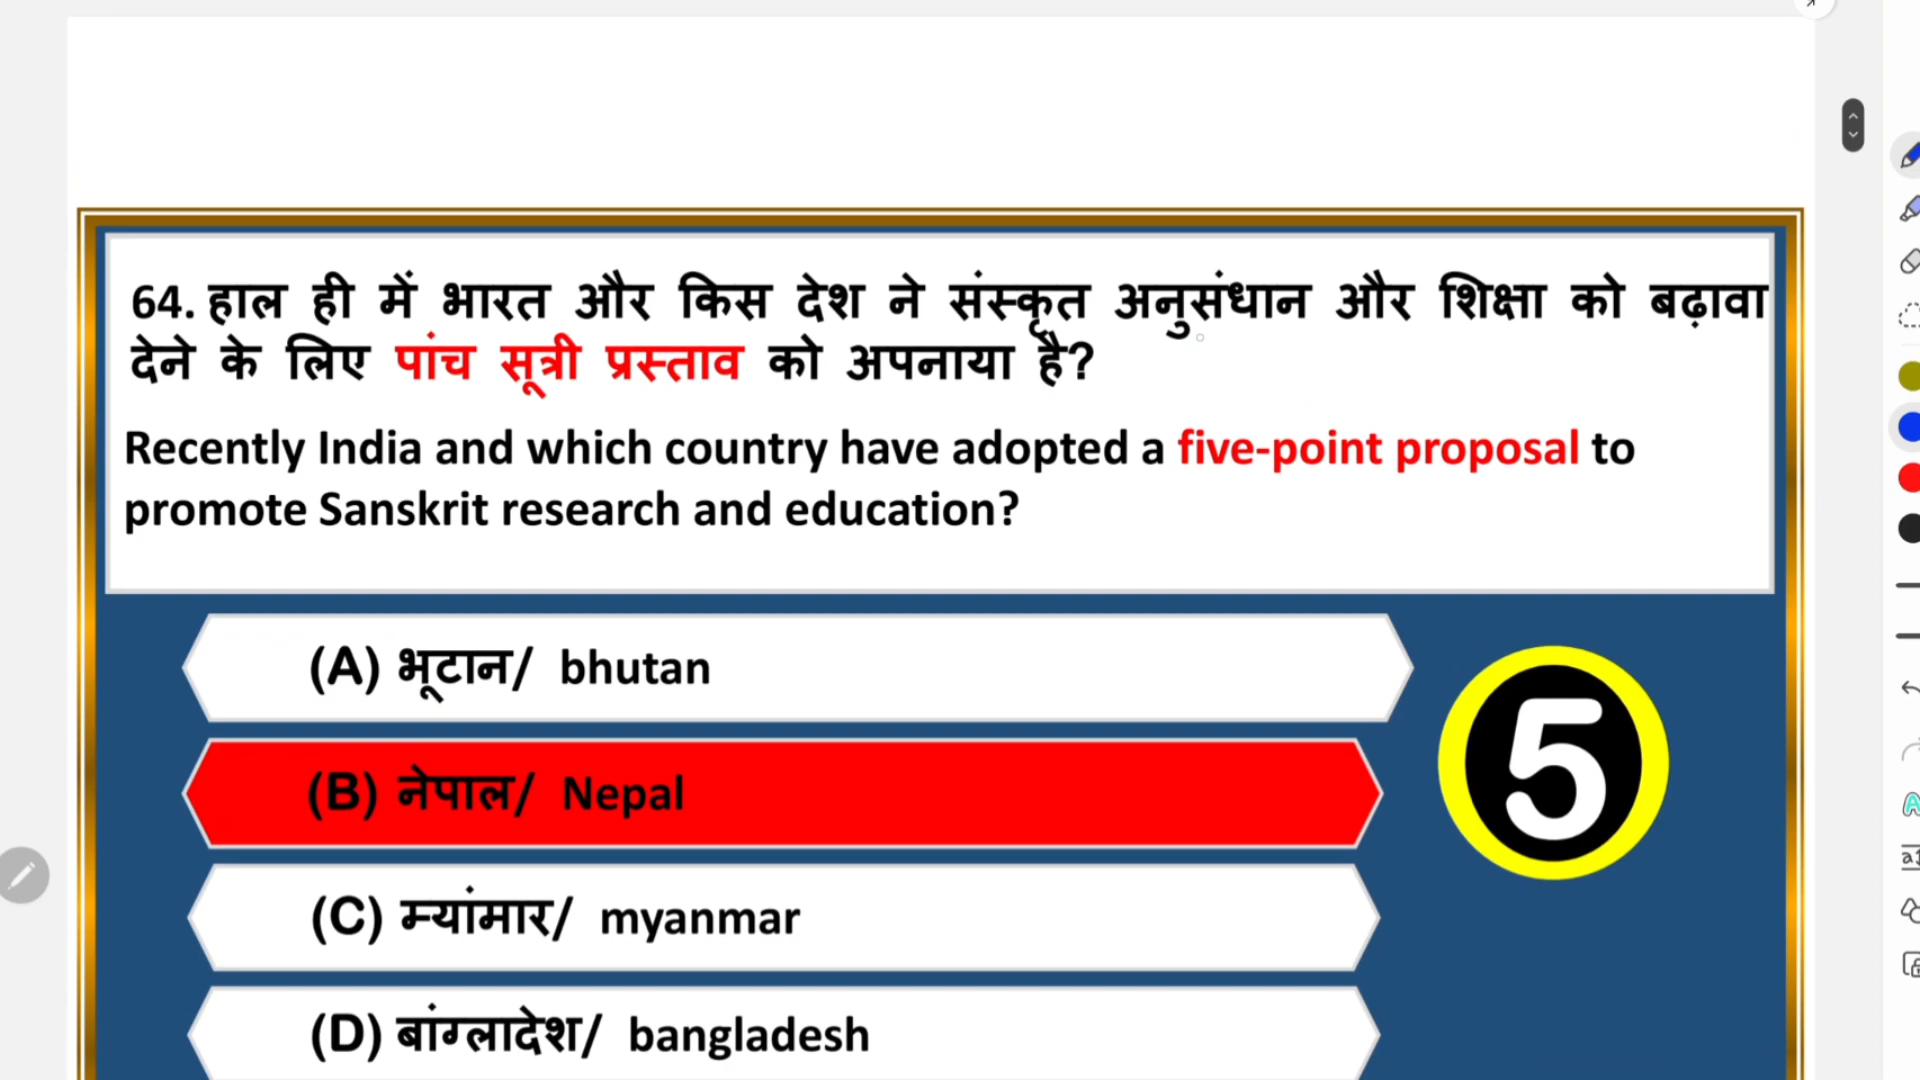 64. हाल ही में भारत और किस देश ने संस्कृत अनुसंधान और शिक्षा को बढ़ावा
देने के लिए पांच सूत्री प्रस्ताव को अपनाया है?
Recently India and which country have adopted a five-point proposal to
promote Sanskrit research and education?
(A) भूटान/ bhutan
(B) नेपाल/ Nepal
5
(C) म्यांमार/ myanmar
(D) बांग्लादेश/ bangladesh